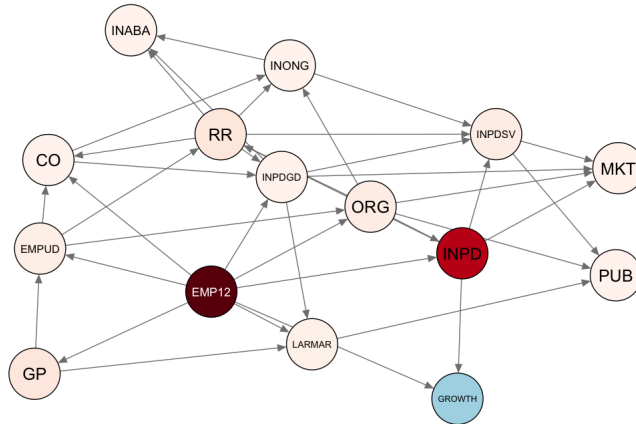 INABA
INONG
RR
INPDSV
CO
INPDGD
MKT
ORG
EMPUD
INPD
PUB
EMP12
LARMAR
GP
GROWTH